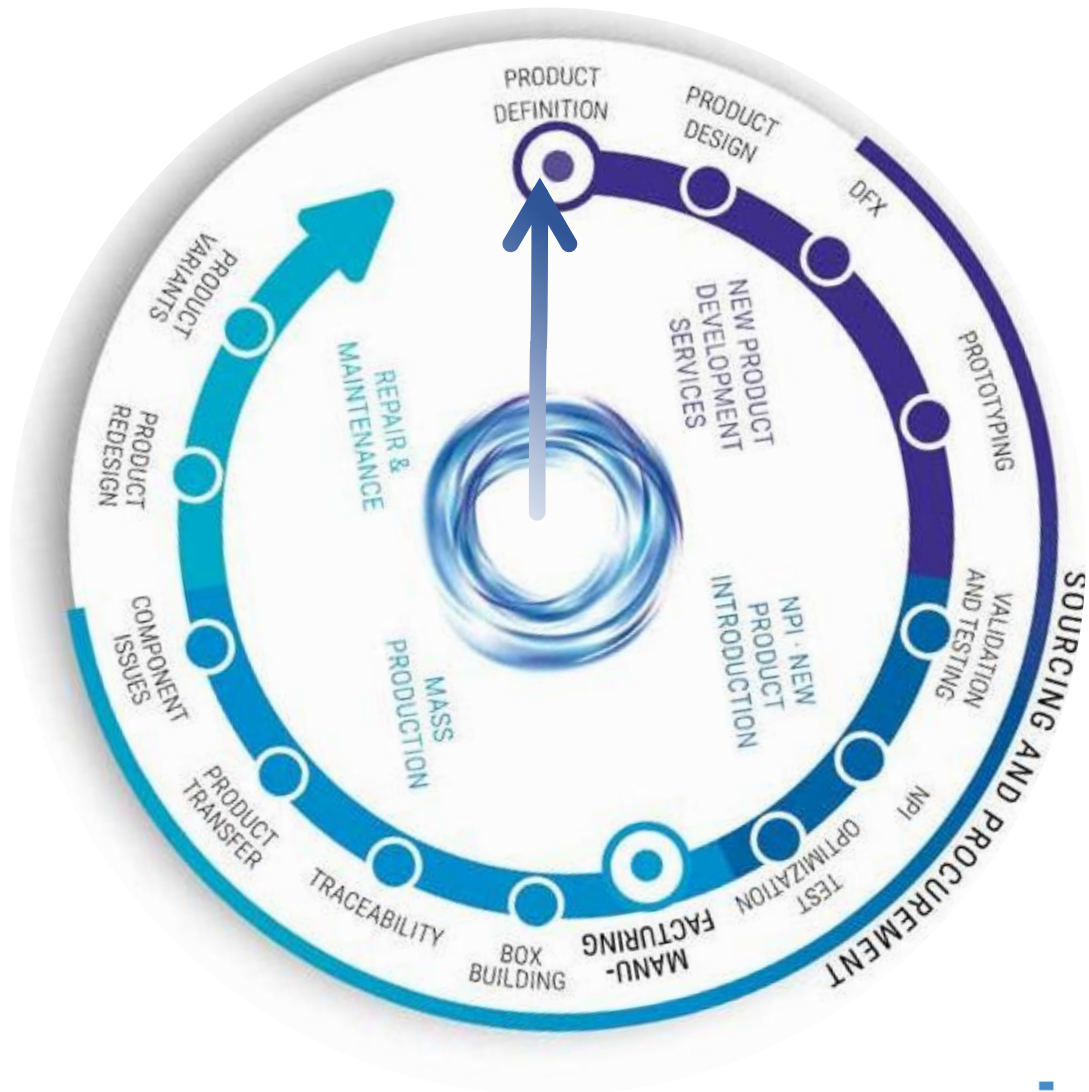 PRODUCT
DEFINITION
PRODUCT
DESIGN
DFX
PROTOTYPING
VALIDATION
AND TESTING
NPI
TEST
OPTIMIZATION
MANU-
FACTURING
BOX
BUILDING
TRACEABILITY
PRODUCT
TRANSFER
COMPONENT
ISSUES
PRODUCT
REDESIGN
PRODUCT
VARIANTS
SOURCING AND PROCUREMENT
NEW PRODUCT
DEVELOPMENT
SERVICES
NPI · NEW
PRODUCT
INTRODUCTION
MASS
PRODUCTION
REPAIR &
MAINTENANCE